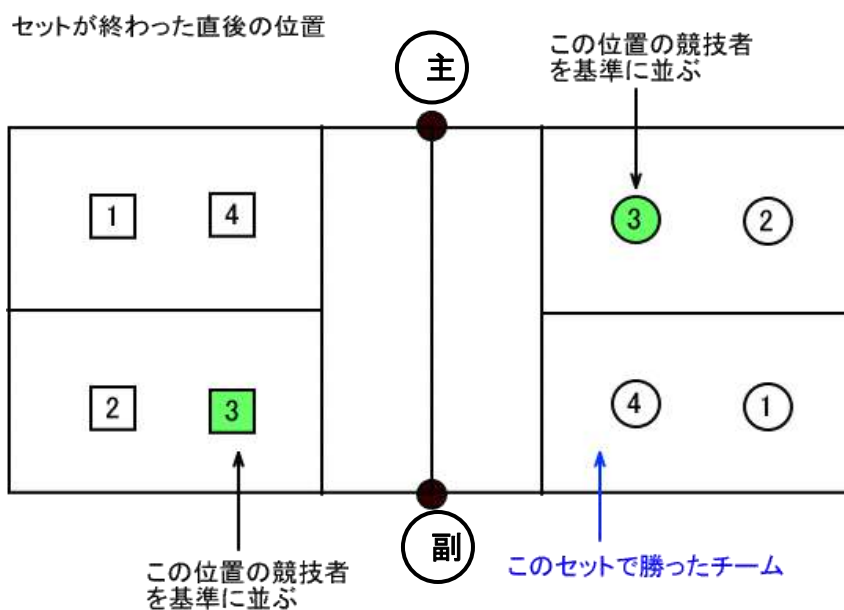 セットが終わった直後の位置
主
この位置の競技者
を基準に並ぶ
1
4
3
2
2
3
4
1
副
この位置の競技者
を基準に並ぶ
このセットで勝ったチーム